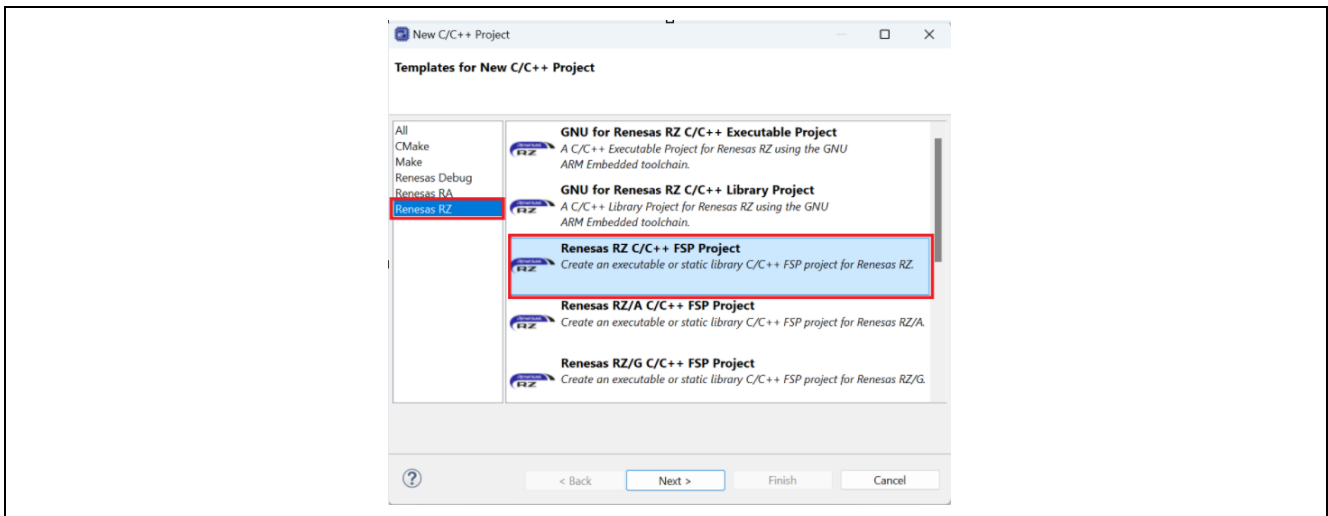 New C/C++ Project
Templates for New C/C++ Project
All
CMake
Make
Renesas Debug
Renesas RA
Renesas RZ
GNU for Renesas RZ C/C++ Executable Project
A C/C++ Executable Project for Renesas RZ using the GNU
ARM Embedded toolchain.
GNU for Renesas RZ C/C++ Library Project
A C/C++ Library Project for Renesas RZ using the GNU
ARM Embedded toolchain.
Renesas RZ C/C++ FSP Project
Create an executable or static library C/C++ FSP project for Renesas RZ.
Renesas RZ/A C/C++ FSP Project
Create an executable or static library C/C++ FSP project for Renesas RZ/A.
Renesas RZ/G C/C++ FSP Project
Create an executable or static library C/C++ FSP project for Renesas RZ/G.
RZ
RZ
RZ
RZ
RZ
?
< Back
Next >
Finish
Cancel